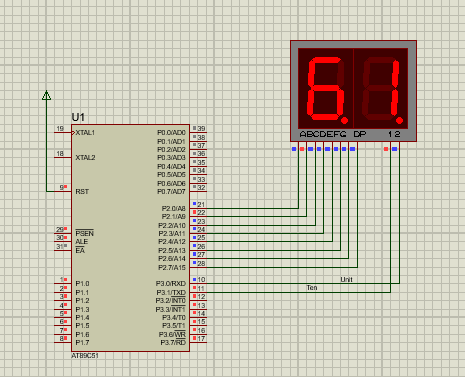 U1
19 XTAL1 P0.0/AD0 39
P0.1/AD1 38
P0.2/AD2 37
18 XTAL2 P0.3/AD3 36
P0.4/AD4 35
P0.5/AD5 34
P0.6/AD6 33
9 RST P0.7/AD7 32
P2.0/A8 21
P2.1/A9 22
P2.2/A10 23
29 PSEN P2.3/A11 24
30 ALE P2.4/A12 25
31 EA P2.5/A13 26
P2.6/A14 27
P2.7/A15 28
1 P1.0 P3.0/RXD 10
2 P1.1 P3.1/TXD 11
3 P1.2 P3.2/INT0 12
4 P1.3 P3.3/INT1 13
5 P1.4 P3.4/T0 14
6 P1.5 P3.5/T1 15
7 P1.6 P3.6/WR 16
8 P1.7 P3.7/RD 17
AT89C51
6.1.
ABCDEFG DP 12
Unit
Ten